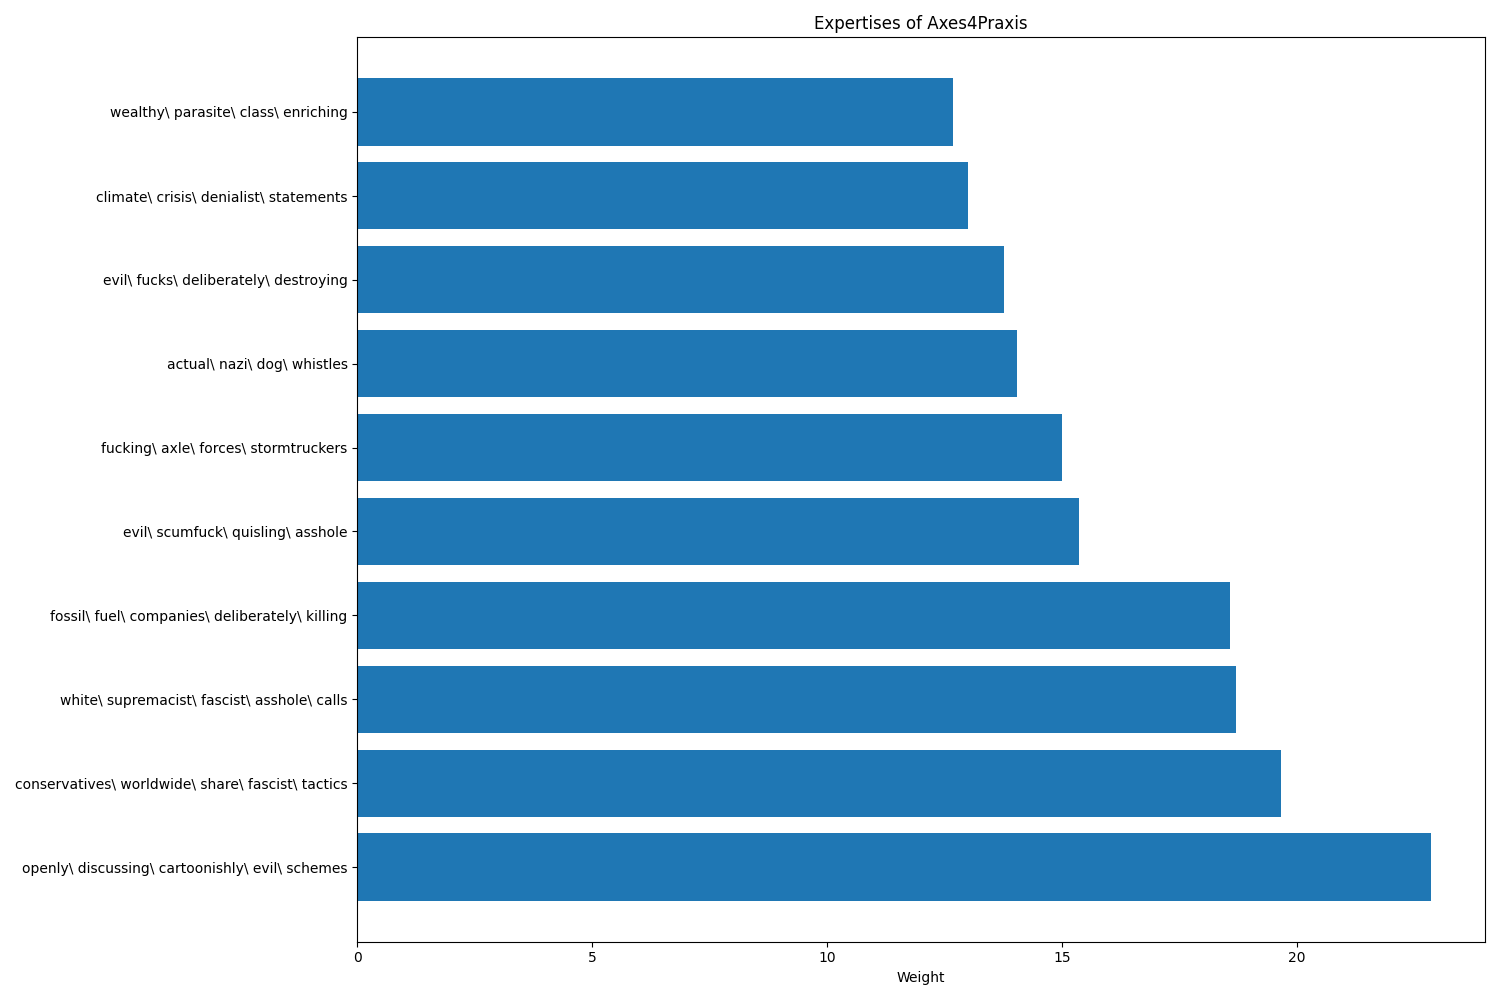 Expertises of Axes4Praxis
wealthy\ parasite\ class\ enriching
climate\ crisis\ denialist\ statements
evil\ fucks\ deliberately\ destroying
actual\ nazi\ dog\ whistles
fucking\ axle\ forces\ stormtruckers
evil\ scumfuck\ quisling\ asshole
fossil\ fuel\ companies\ deliberately\ killing
white\ supremacist\ fascist\ asshole\ calls
conservatives\ worldwide\ share\ fascist\ tactics
openly\ discussing\ cartoonishly\ evil\ schemes
0 5 10 15 20
Weight